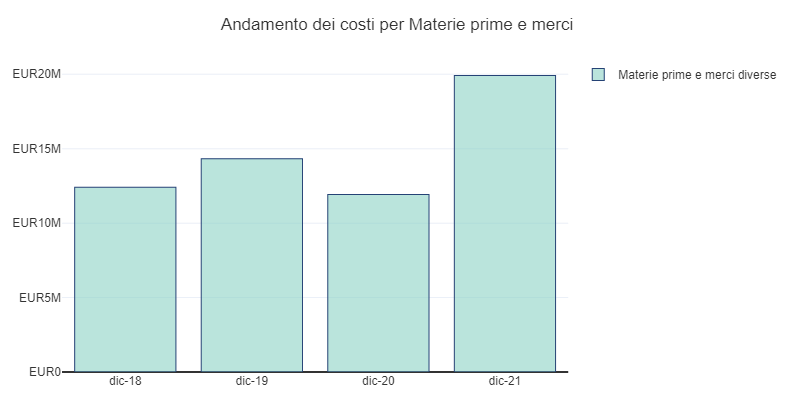 Andamento dei costi per Materie prime e merci
EUR20M
Materie prime e merci diverse
EUR15M
EUR10M
EUR5M
EUR0
dic-18 dic-19 dic-20 dic-21